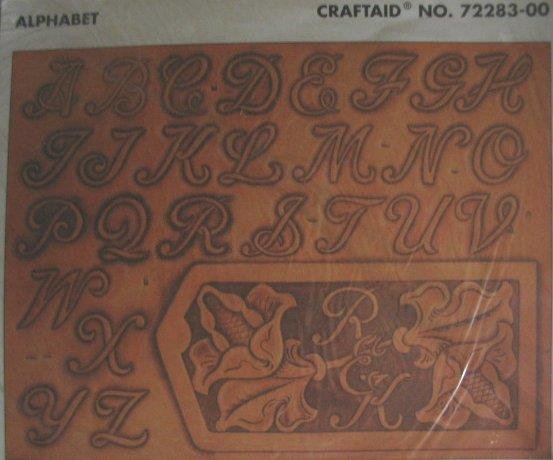 ALPHABET
CRAFTAID® NO. 72283-00
A B C D E F G H
I J K L M N O
P Q R S T U V
W
X
Y Z
R
G K